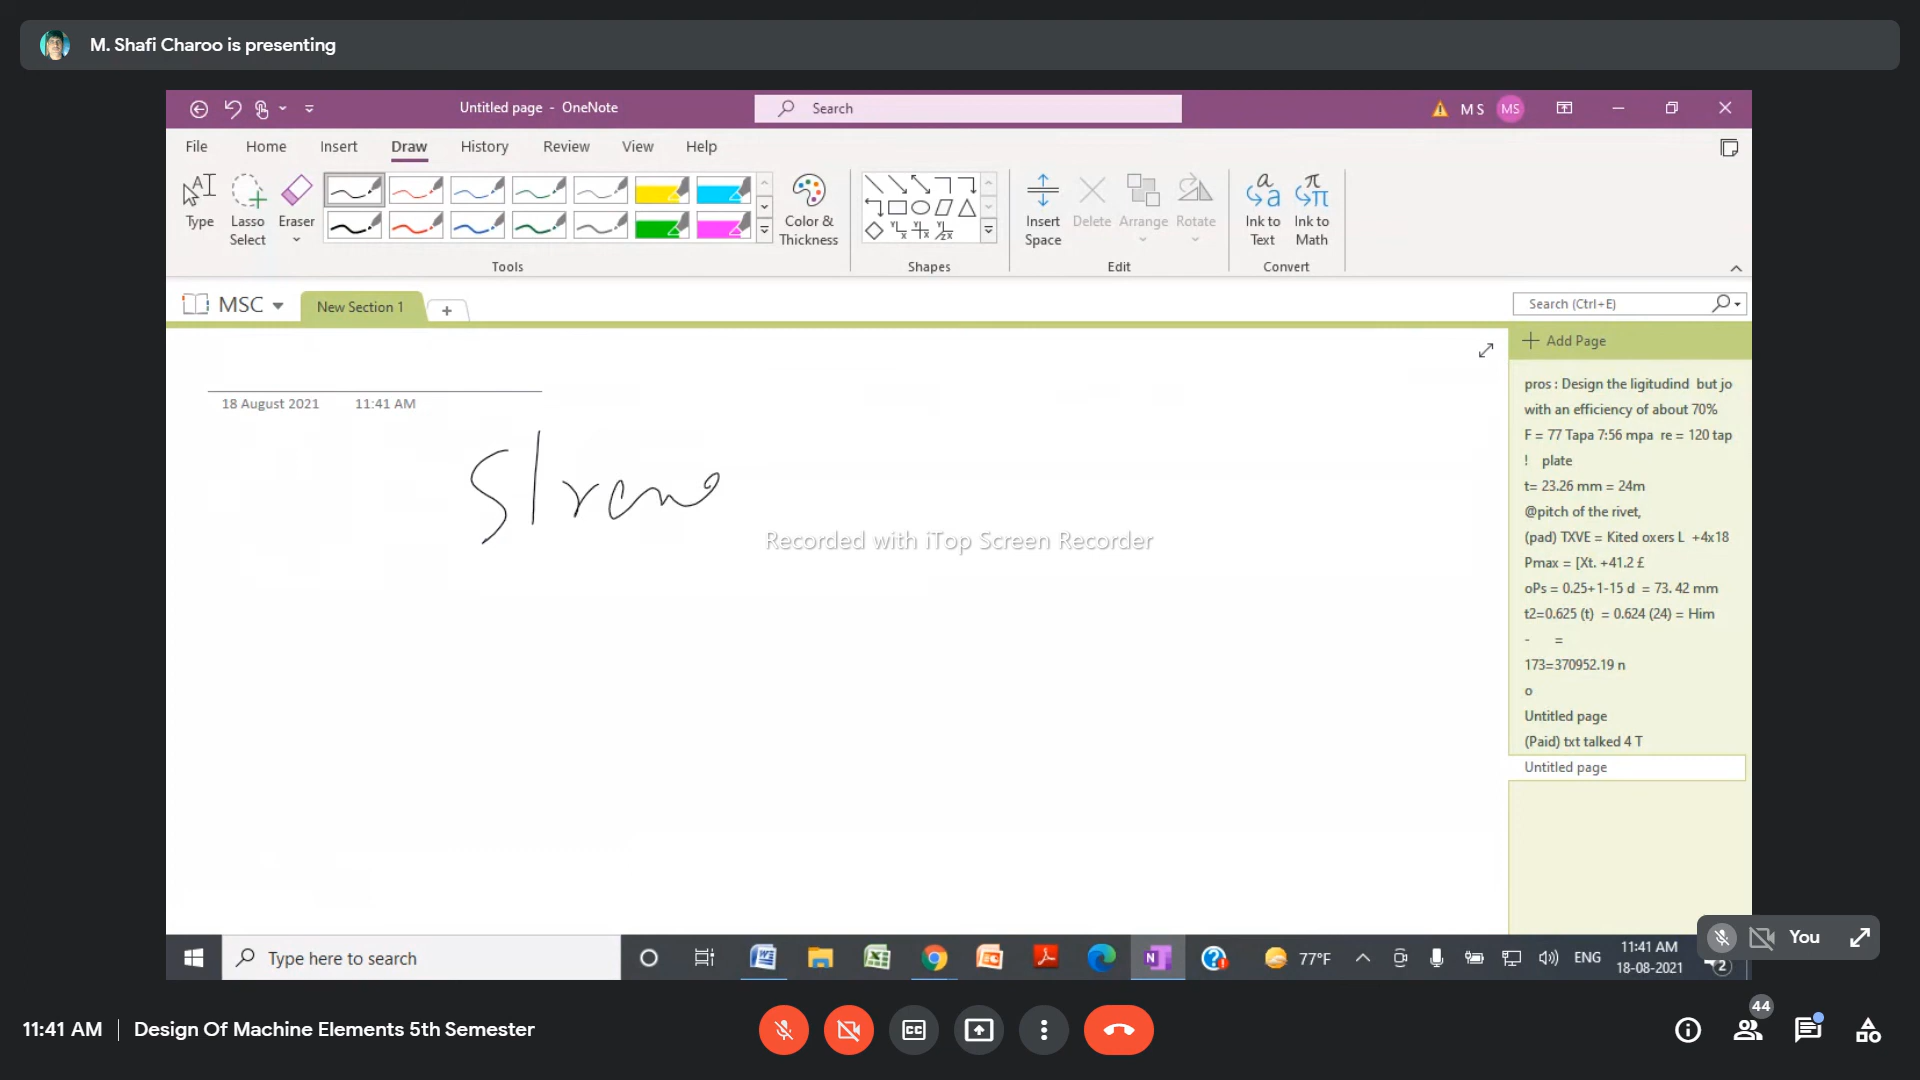 M. Shafi Charoo is presenting
Untitled page - OneNote
Search
M S
MS
File Home Insert Draw History Review View Help
Type
Lasso Select
Eraser
Color & Thickness
Insert Space
Delete
Arrange
Rotate
Ink to Text
Ink to Math
Tools
Shapes
Edit
Convert
MSC
New Section 1
Search (Ctrl+E)
Add Page
18 August 2021 11:41 AM
Recorded with iTop Screen Recorder
pros : Design the ligitudind but jo
with an efficiency of about 70%
F = 77 Tapa 7:56 mpa re = 120 tap
! plate
t= 23.26 mm = 24m
@pitch of the rivet,
(pad) TXVE = Kited oxers L +4x18
Pmax = [Xt. +41.2 £
oPs = 0.25+1-15 d = 73. 42 mm
t2=0.625 (t) = 0.624 (24) = Him
- =
173=370952.19 n
o
Untitled page
(Paid) txt talked 4 T
Untitled page
Type here to search
77°F
ENG
11:41 AM
18-08-2021
2
You
11:41 AM | Design Of Machine Elements 5th Semester
CC
44